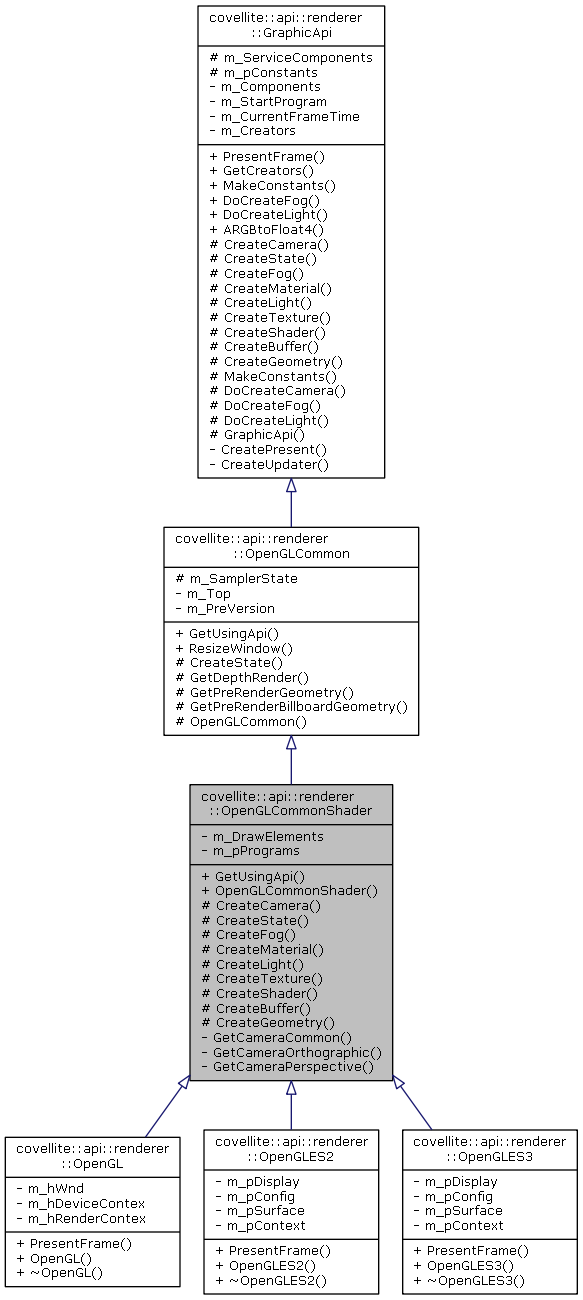 covellite::api::renderer
::GraphicApi
# m_ServiceComponents
# m_pConstants
- m_Components
- m_StartProgram
- m_CurrentFrameTime
- m_Creators
+ PresentFrame()
+ GetCreators()
+ MakeConstants()
+ DoCreateFog()
+ DoCreateLight()
+ ARGBtoFloat4()
# CreateCamera()
# CreateState()
# CreateFog()
# CreateMaterial()
# CreateLight()
# CreateTexture()
# CreateShader()
# CreateBuffer()
# CreateGeometry()
# MakeConstants()
# DoCreateCamera()
# DoCreateFog()
# DoCreateLight()
# GraphicApi()
- CreatePresent()
- CreateUpdater()
covellite::api::renderer
::OpenGLCommon
# m_SamplerState
- m_Top
- m_PreVersion
+ GetUsingApi()
+ ResizeWindow()
# CreateState()
# GetDepthRender()
# GetPreRenderGeometry()
# GetPreRenderBillboardGeometry()
# OpenGLCommon()
covellite::api::renderer
::OpenGLCommonShader
- m_DrawElements
- m_pPrograms
+ GetUsingApi()
+ OpenGLCommonShader()
# CreateCamera()
# CreateState()
# CreateFog()
# CreateMaterial()
# CreateLight()
# CreateTexture()
# CreateShader()
# CreateBuffer()
# CreateGeometry()
- GetCameraCommon()
- GetCameraOrthographic()
- GetCameraPerspective()
covellite::api::renderer
::OpenGL
- m_hWnd
- m_hDeviceContex
- m_hRenderContex
+ PresentFrame()
+ OpenGL()
+ ~OpenGL()
covellite::api::renderer
::OpenGLES2
- m_pDisplay
- m_pConfig
- m_pSurface
- m_pContext
+ PresentFrame()
+ OpenGLES2()
+ ~OpenGLES2()
covellite::api::renderer
::OpenGLES3
- m_pDisplay
- m_pConfig
- m_pSurface
- m_pContext
+ PresentFrame()
+ OpenGLES3()
+ ~OpenGLES3()